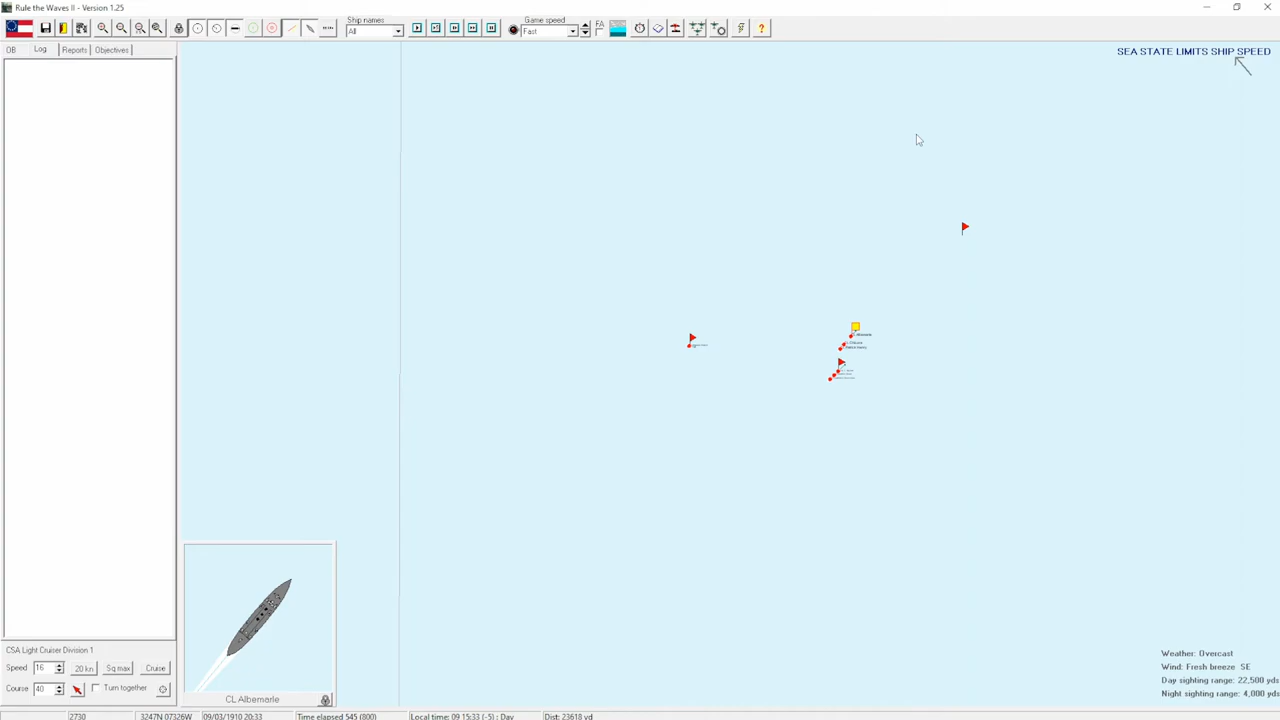 Rule the Waves II - Version 1.25
Ship names
All
Game speed
Fast
FA
OB Log Reports Objectives
SEA STATE LIMITS SHIP SPEED
Albemarle
CSA Light Cruiser Division 1
Speed 16 20 kn Sq max Cruise
Course 40 Turn together
CL Albemarle
Weather: Overcast
Wind: Fresh breeze SE
Day sighting range: 22,500 yds
Night sighting range: 4,000 yds
2730 3247N 07326W 09/03/1910 20:33 Time elapsed 545 (800) Local time: 09 15:33 (-5) : Day Dist: 23618 yd